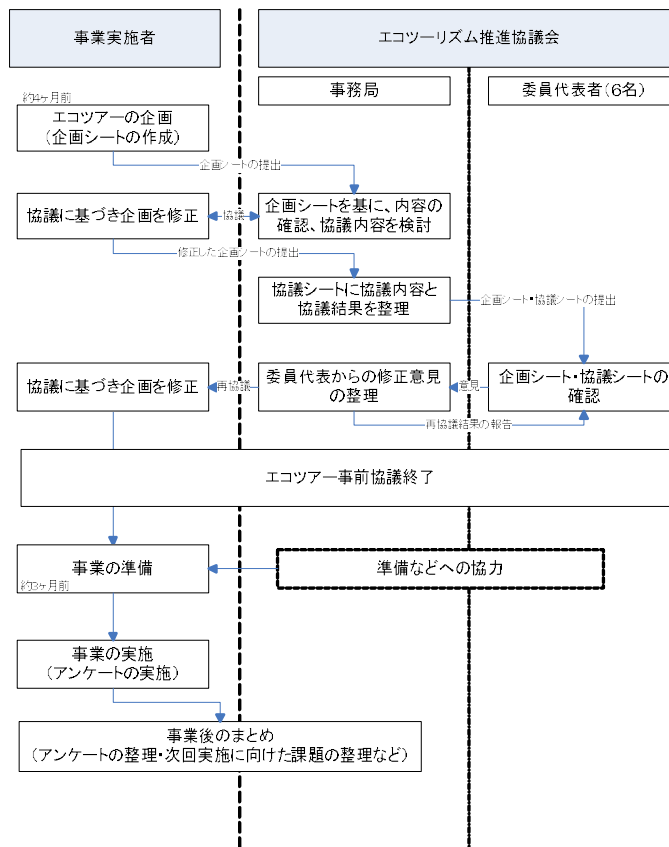 事業実施者
エコツーリズム推進協議会
事務局
委員代表者(6名)
約4ヶ月前
エコツアーの企画
(企画シートの作成)
企画シートの提出
協議に基づき企画を修正
協議
企画シートを基に、内容の
確認、協議内容を検討
修正した企画シートの提出
協議シートに協議内容と
協議結果を整理
企画シート・協議シートの提出
協議に基づき企画を修正
再協議
委員代表からの修正意見
の整理
意見
企画シート・協議シートの
確認
再協議結果の報告
エコツアー事前協議終了
事業の準備
約3ヶ月前
準備などへの協力
事業の実施
(アンケートの実施)
事業後のまとめ
(アンケートの整理・次回実施に向けた課題の整理など)